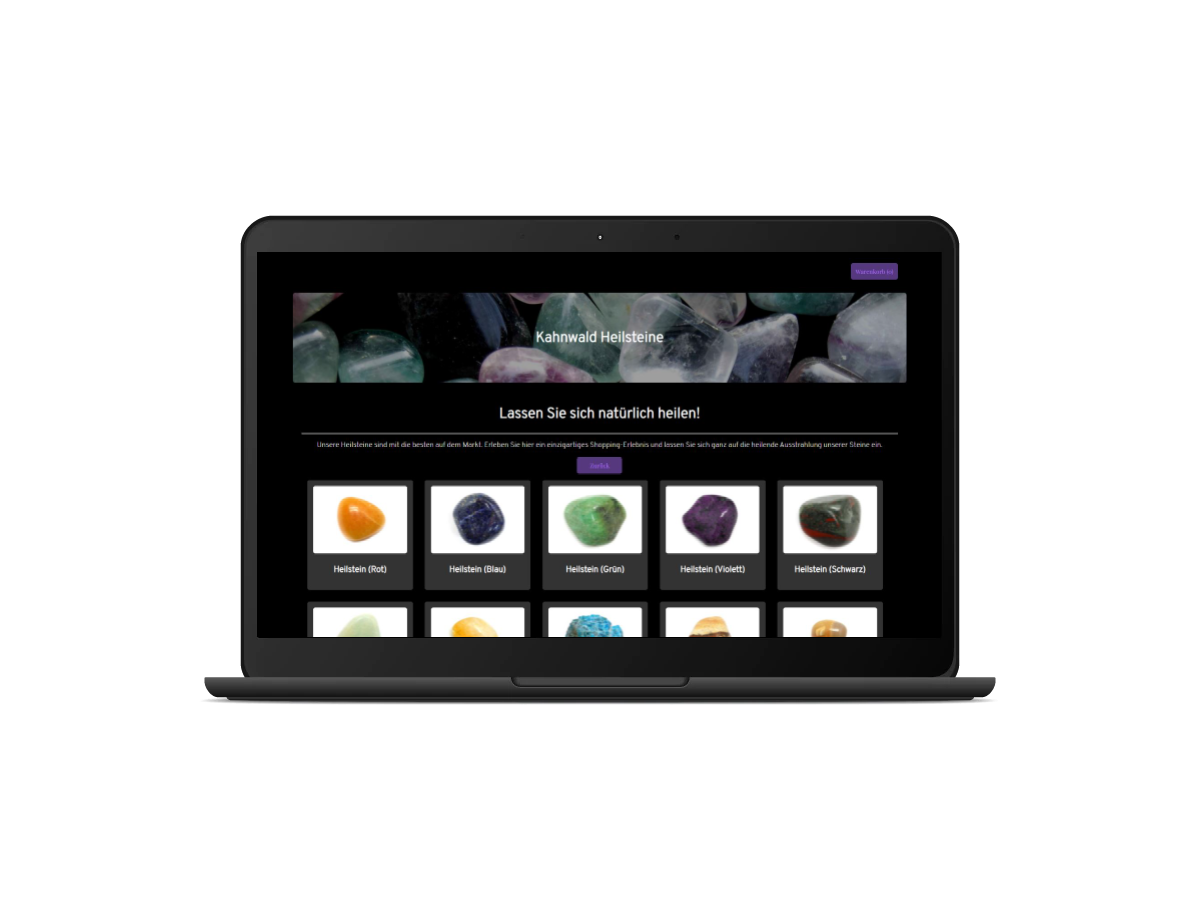 Warenkorb
Kahnwald Heilsteine
Lassen Sie sich natürlich heilen!
Unsere Heilsteine sind mit die besten auf dem Markt. Erleben Sie hier ein einzigartiges Shopping-Erlebnis und lassen Sie sich ganz auf die heilende Ausstrahlung unserer Steine ein.
Zurück
Heilstein (Rot)
Heilstein (Blau)
Heilstein (Grün)
Heilstein (Violett)
Heilstein (Schwarz)